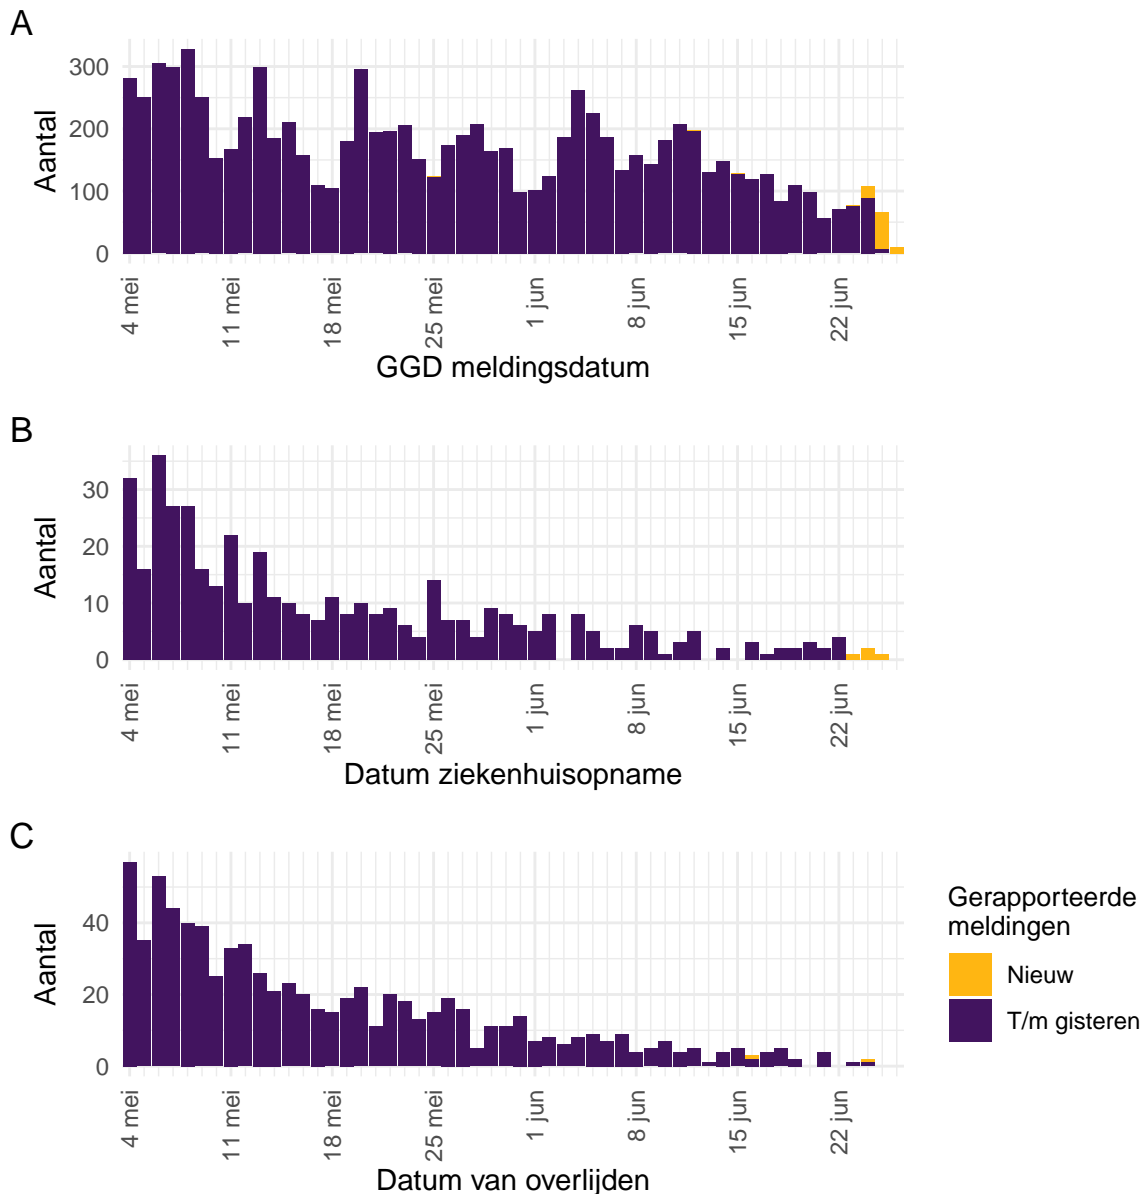 A
300
200
100
0
Aantal
4 mei
11 mei
18 mei
25 mei
1 jun
8 jun
15 jun
22 jun
GGD meldingsdatum
B
30
20
10
0
Aantal
4 mei
11 mei
18 mei
25 mei
1 jun
8 jun
15 jun
22 jun
Datum ziekenhuisopname
C
40
20
0
Aantal
4 mei
11 mei
18 mei
25 mei
1 jun
8 jun
15 jun
22 jun
Datum van overlijden
Gerapporteerde
meldingen
Nieuw
T/m gisteren